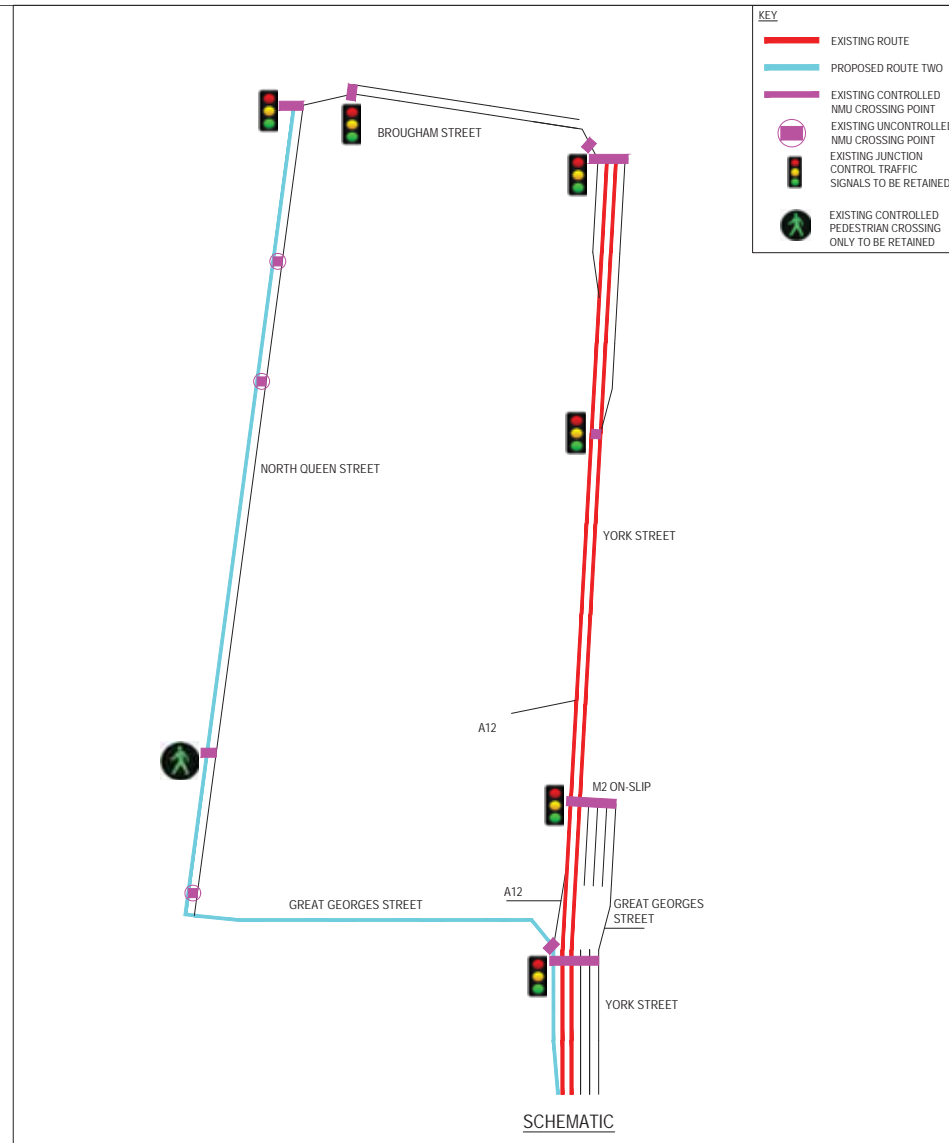 KEY
EXISTING ROUTE
PROPOSED ROUTE TWO
EXISTING CONTROLLED
NMU CROSSING POINT
EXISTING UNCONTROLLED
NMU CROSSING POINT
EXISTING JUNCTION
CONTROL TRAFFIC
SIGNALS TO BE RETAINED
EXISTING CONTROLLED
PEDESTRIAN CROSSING
ONLY TO BE RETAINED
BROUGHAM STREET
NORTH QUEEN STREET
YORK STREET
A12
M2 ON-SLIP
A12
GREAT GEORGES STREET
GREAT GEORGES
STREET
YORK STREET
SCHEMATIC